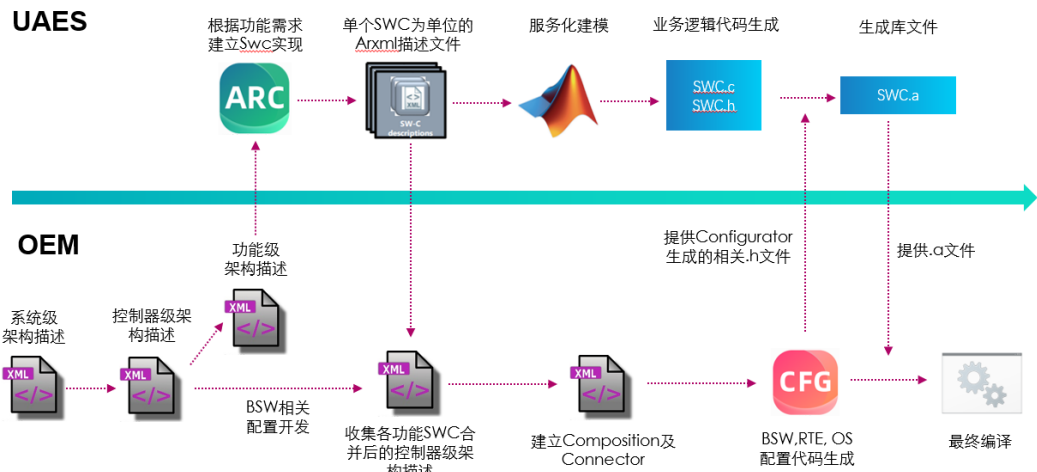 UAES
根据功能需求
建立Swc实现
单个SWC为单位的
Arxml描述文件
服务化建模
业务逻辑代码生成
生成库文件
ARC
</>
XML
SW-C
descriptions
SWC.c
SWC.h
SWC.a
OEM
功能级
架构描述
提供Configurator
生成的相关.h文件
提供.a文件
系统级
架构描述
控制器级架
构描述
XML
</>
XML
</>
XML
</>
XML
</>
XML
</>
CFG
BSW相关
配置开发
收集各功能SWC合
并后的控制器级架
构描述
建立Composition及
Connector
BSW,RTE, OS
配置代码生成
最终编译